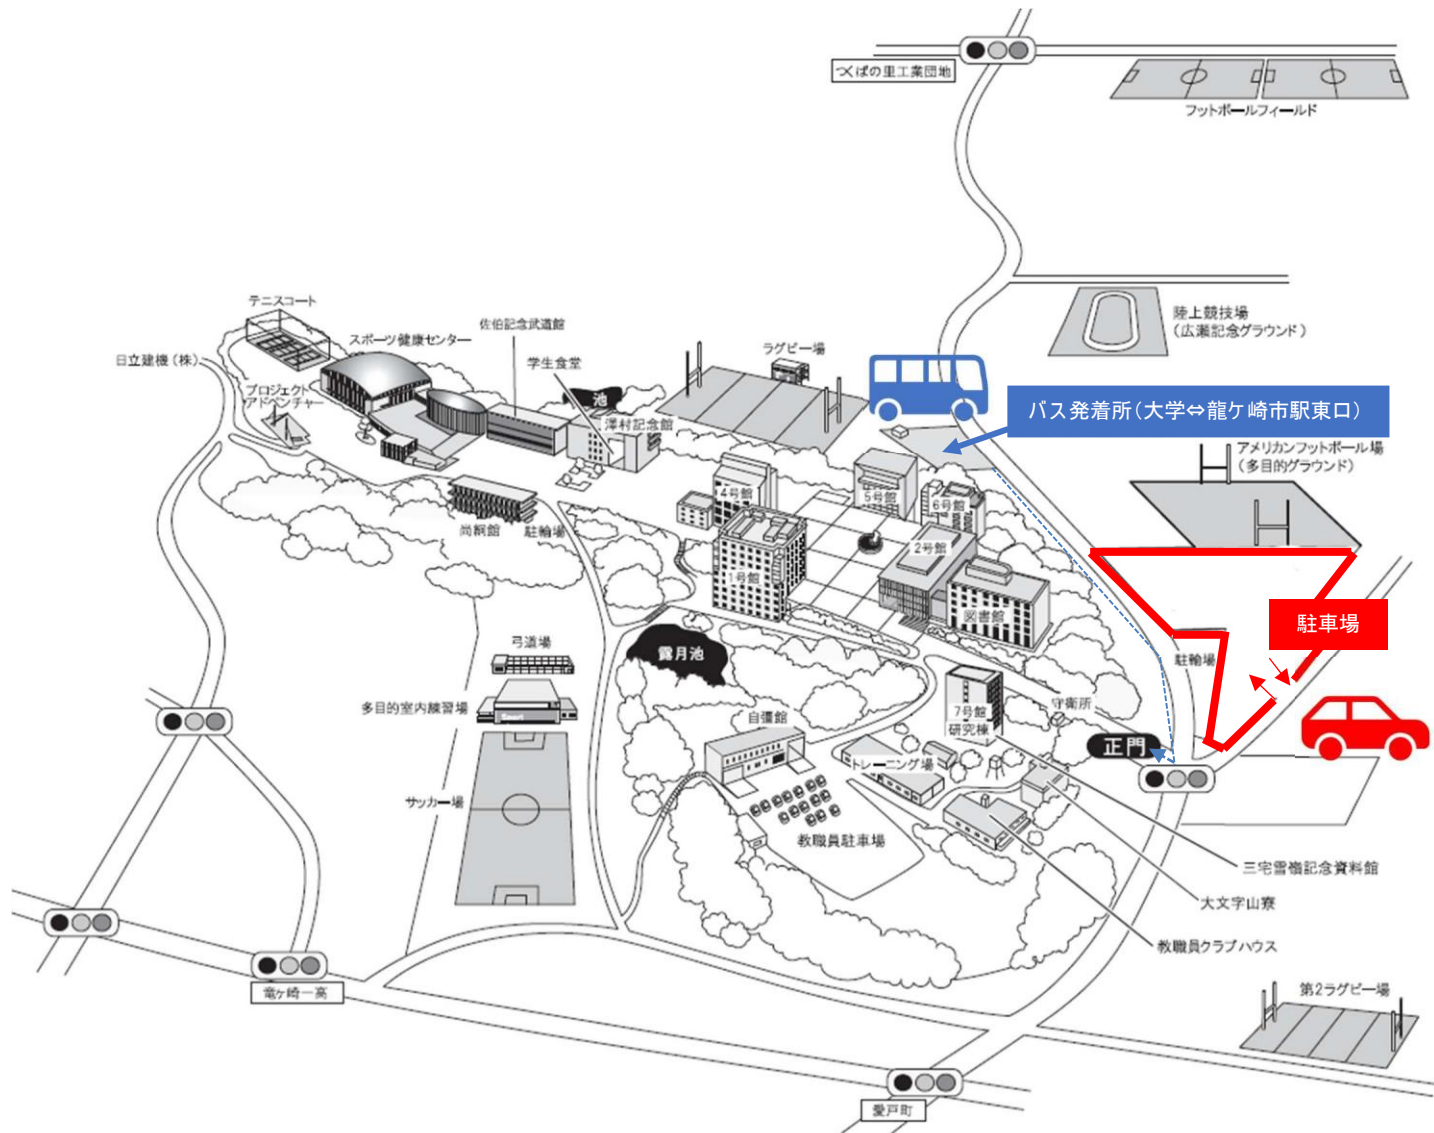 つくばの里工業団地
フットボールフィールド
陸上競技場
（広瀬記念グラウンド）
テニスコート
佐伯記念武道館
スポーツ健康センター
ラグビー場
日立建機（株）
学生食堂
プロジェクト
アドベンチャー
池
澤村記念館
バス発着所（大学⇔龍ケ崎市駅東口）
アメリカンフットボール場
（多目的グラウンド）
4号館
5号館
6号館
尚絅館
駐輪場
2号館
1号館
図書館
駐車場
弓道場
露月池
駐輪場
多目的室内練習場
自彊館
7号館
研究棟
守衛所
正門
トレーニング場
サッカー場
教職員駐車場
三宅雪嶺記念資料館
大文字山寮
教職員クラブハウス
竜ヶ崎一高
第2ラグビー場
愛戸町